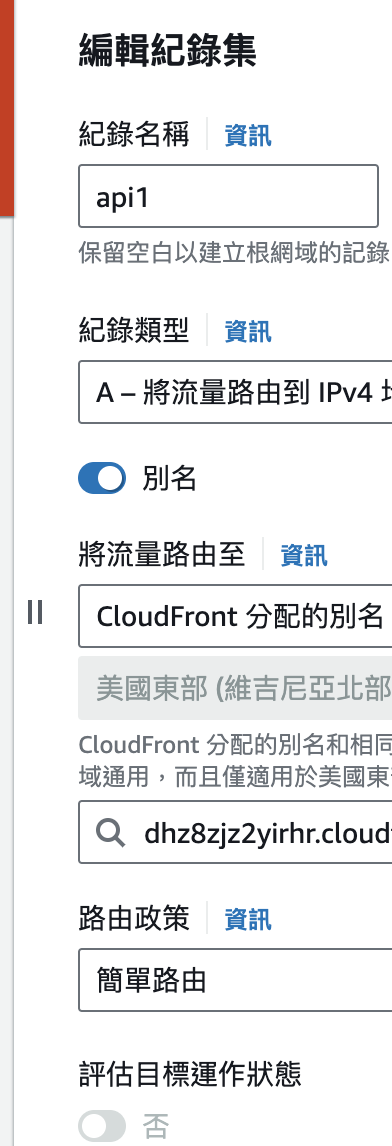 編輯紀錄集
紀錄名稱 資訊
api1
保留空白以建立根網域的記錄
紀錄類型 資訊
A – 將流量路由到 IPv4
別名
將流量路由至 資訊
CloudFront 分配的別名
美國東部 (維吉尼亞北部
CloudFront 分配的別名和相同
域通用，而且僅適用於美國東
dhz8zjz2yirhr.cloud
路由政策 資訊
簡單路由
評估目標運作狀態
否